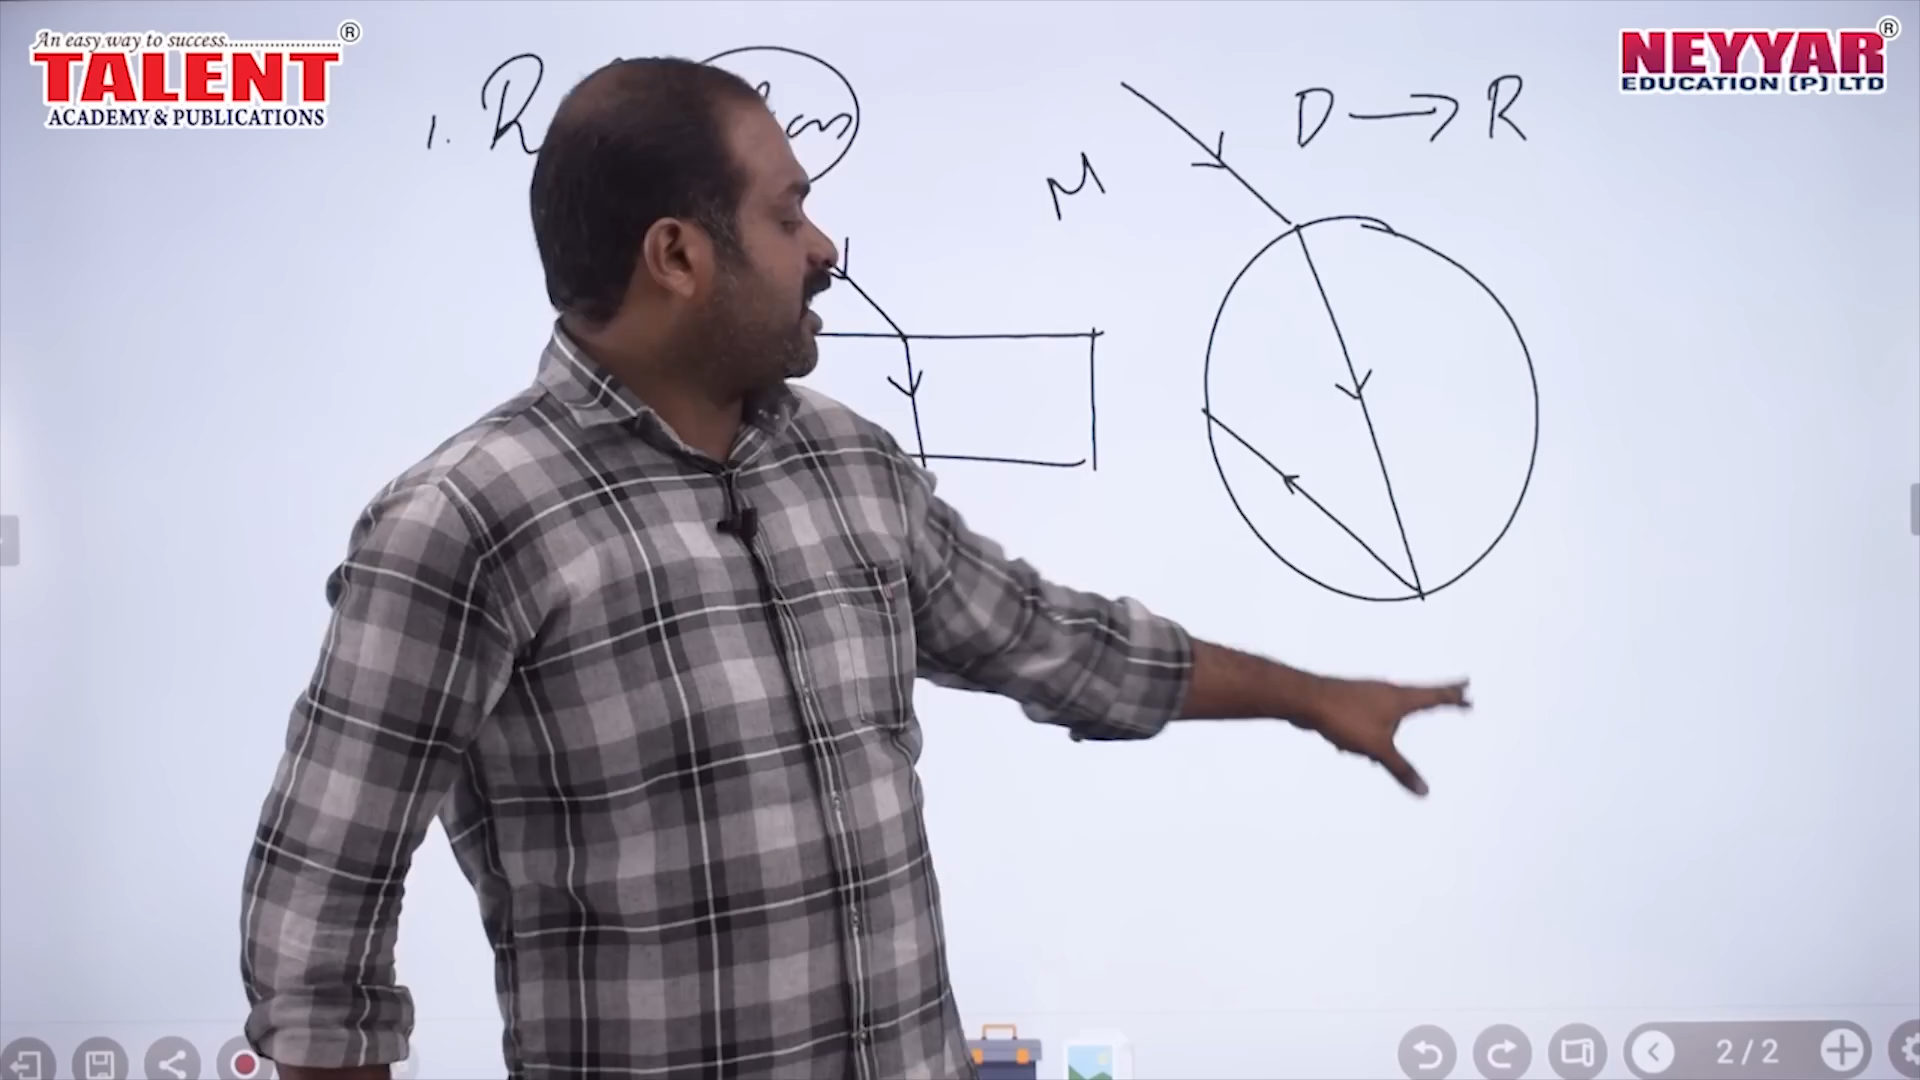 An easy way to success........................®
TALENT
ACADEMY & PUBLICATIONS
NEYYAR®
EDUCATION (P) LTD
1. R
D → R
M
2/2